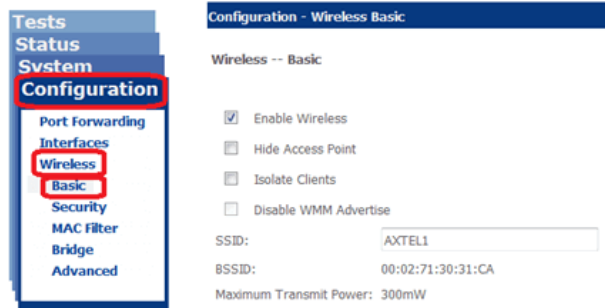 Tests
Status
System
Configuration
Port Forwarding
Interfaces
Wireless
Basic
Security
MAC Filter
Bridge
Advanced
Configuration - Wireless Basic
Wireless -- Basic
Enable Wireless
Hide Access Point
Isolate Clients
Disable WMM Advertise
SSID: AXTEL1
BSSID: 00:02:71:30:31:CA
Maximum Transmit Power: 300mW